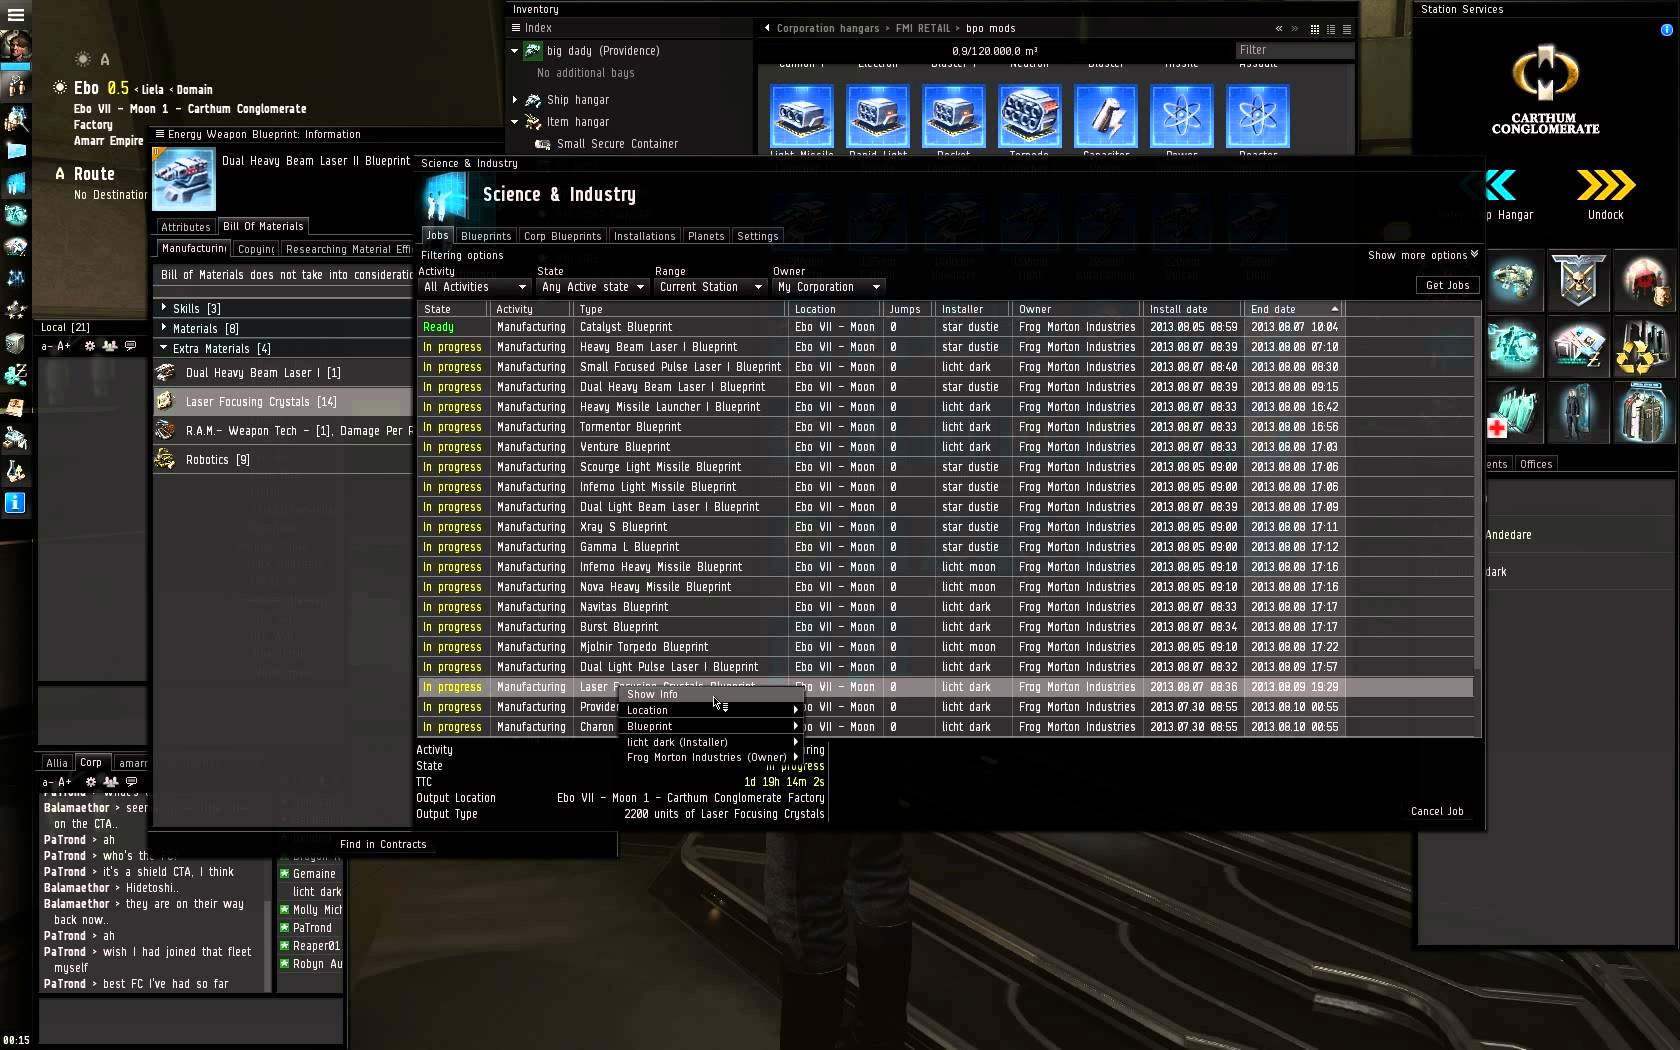 Inventory
Index
big dady (Providence)
No additional bays
Ship hangar
Item hangar
Small Secure Container
Corporation hangars > FMI RETAIL > bpo mods
0.9/120.000.0 m³
Filter
Station Services
CARTHUM
CONGLOMERATE
Hangar
Undock
A
Ebo 0.5 < Liela < Domain
Ebo VII - Moon 1 - Carthum Conglomerate
Factory
Amarr Empire
A Route
No Destination
Energy Weapon Blueprint: Information
Dual Heavy Beam Laser II Blueprint
Attributes Bill Of Materials
Manufacturing Copying Researching Material Effi
Bill of Materials does not take into consideratio
Skills [3]
Materials [8]
Extra Materials [4]
Dual Heavy Beam Laser I [1]
Laser Focusing Crystals [14]
R.A.M.- Weapon Tech - [1], Damage Per R
Robotics [9]
Find in Contracts
Science & Industry
Science & Industry
Jobs Blueprints Corp Blueprints Installations Planets Settings
Filtering options
Show more options
Activity State Range Owner
All Activities Any Active state Current Station My Corporation
Get Jobs
State Activity Type Location Jumps Installer Owner Install date End date
Ready Manufacturing Catalyst Blueprint Ebo VII - Moon 0 star dustie Frog Morton Industries 2013.08.05 08:59 2013.08.07 10:04
In progress Manufacturing Heavy Beam Laser I Blueprint Ebo VII - Moon 0 star dustie Frog Morton Industries 2013.08.07 08:39 2013.08.08 07:10
In progress Manufacturing Small Focused Pulse Laser I Blueprint Ebo VII - Moon 0 licht dark Frog Morton Industries 2013.08.07 08:40 2013.08.08 08:30
In progress Manufacturing Dual Heavy Beam Laser I Blueprint Ebo VII - Moon 0 star dustie Frog Morton Industries 2013.08.07 08:39 2013.08.08 09:15
In progress Manufacturing Heavy Missile Launcher I Blueprint Ebo VII - Moon 0 licht dark Frog Morton Industries 2013.08.07 08:33 2013.08.08 16:42
In progress Manufacturing Tormentor Blueprint Ebo VII - Moon 0 licht dark Frog Morton Industries 2013.08.07 08:33 2013.08.08 16:56
In progress Manufacturing Venture Blueprint Ebo VII - Moon 0 licht dark Frog Morton Industries 2013.08.07 08:33 2013.08.08 17:03
In progress Manufacturing Scourge Light Missile Blueprint Ebo VII - Moon 0 star dustie Frog Morton Industries 2013.08.05 09:00 2013.08.08 17:06
In progress Manufacturing Inferno Light Missile Blueprint Ebo VII - Moon 0 star dustie Frog Morton Industries 2013.08.05 09:00 2013.08.08 17:06
In progress Manufacturing Dual Light Beam Laser I Blueprint Ebo VII - Moon 0 star dustie Frog Morton Industries 2013.08.07 08:39 2013.08.08 17:09
In progress Manufacturing Xray S Blueprint Ebo VII - Moon 0 star dustie Frog Morton Industries 2013.08.05 09:00 2013.08.08 17:11
In progress Manufacturing Gamma L Blueprint Ebo VII - Moon 0 star dustie Frog Morton Industries 2013.08.05 09:00 2013.08.08 17:12
In progress Manufacturing Inferno Heavy Missile Blueprint Ebo VII - Moon 0 licht moon Frog Morton Industries 2013.08.05 09:10 2013.08.08 17:16
In progress Manufacturing Nova Heavy Missile Blueprint Ebo VII - Moon 0 licht moon Frog Morton Industries 2013.08.05 09:10 2013.08.08 17:16
In progress Manufacturing Navitas Blueprint Ebo VII - Moon 0 licht dark Frog Morton Industries 2013.08.07 08:33 2013.08.08 17:17
In progress Manufacturing Burst Blueprint Ebo VII - Moon 0 licht dark Frog Morton Industries 2013.08.07 08:34 2013.08.08 17:17
In progress Manufacturing Mjolnir Torpedo Blueprint Ebo VII - Moon 0 licht moon Frog Morton Industries 2013.08.05 09:10 2013.08.08 17:22
In progress Manufacturing Dual Light Pulse Laser I Blueprint Ebo VII - Moon 0 licht dark Frog Morton Industries 2013.08.07 08:32 2013.08.09 17:57
In progress Manufacturing Laser Focusing Crystals Blueprint Ebo VII - Moon 0 licht dark Frog Morton Industries 2013.08.07 08:36 2013.08.09 19:29
In progress Manufacturing Providen Ebo VII - Moon 0 licht dark Frog Morton Industries 2013.07.30 08:55 2013.08.10 00:55
In progress Manufacturing Charon Ebo VII - Moon 0 licht dark Frog Morton Industries 2013.07.30 08:55 2013.08.10 00:55
Show Info
Location
Blueprint
licht dark (Installer)
Frog Morton Industries (Owner)
Activity ring
State In progress
TTC 1d 19h 14m 2s
Output Location Ebo VII - Moon 1 - Carthum Conglomerate Factory
Output Type 2200 units of Laser Focusing Crystals
Cancel Job
ents Offices
Andedare
dark
Local [21]
a- A+
Allia Corp amarr
a- A+
Balamaethor > seen
on the CTA..
PaTrond > ah
PaTrond > who's the
PaTrond > it's a shield CTA, I think
Balamaethor > Hidetoshi..
Balamaethor > they are on their way
back now..
PaTrond > ah
PaTrond > wish I had joined that fleet
myself
PaTrond > best FC I've had so far
Gemaine
licht dark
Molly Mich
PaTrond
Reaper01
Robyn Au
00:15